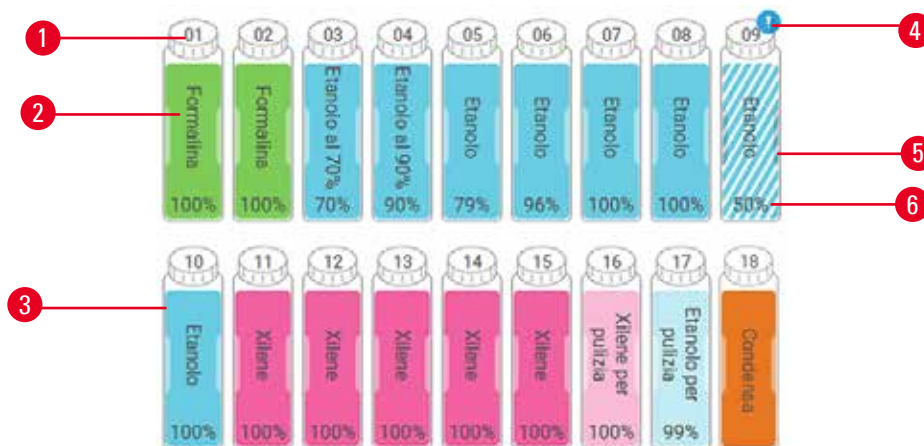 1
01
02
03
04
05
06
07
08
09
!
4
2
Formalina
Formalina
Etanolo al 70%
Etanolo al 90%
Etanolo
Etanolo
Etanolo
Etanolo
Etanolo
5
100%
100%
70%
90%
79%
96%
100%
100%
50%
6
10
11
12
13
14
15
16
17
18
3
Etanolo
Xilene
Xilene
Xilene
Xilene
Xilene
Xilene per
pulizia
Etanolo per
pulizia
Condensa
100%
100%
100%
100%
100%
100%
100%
99%